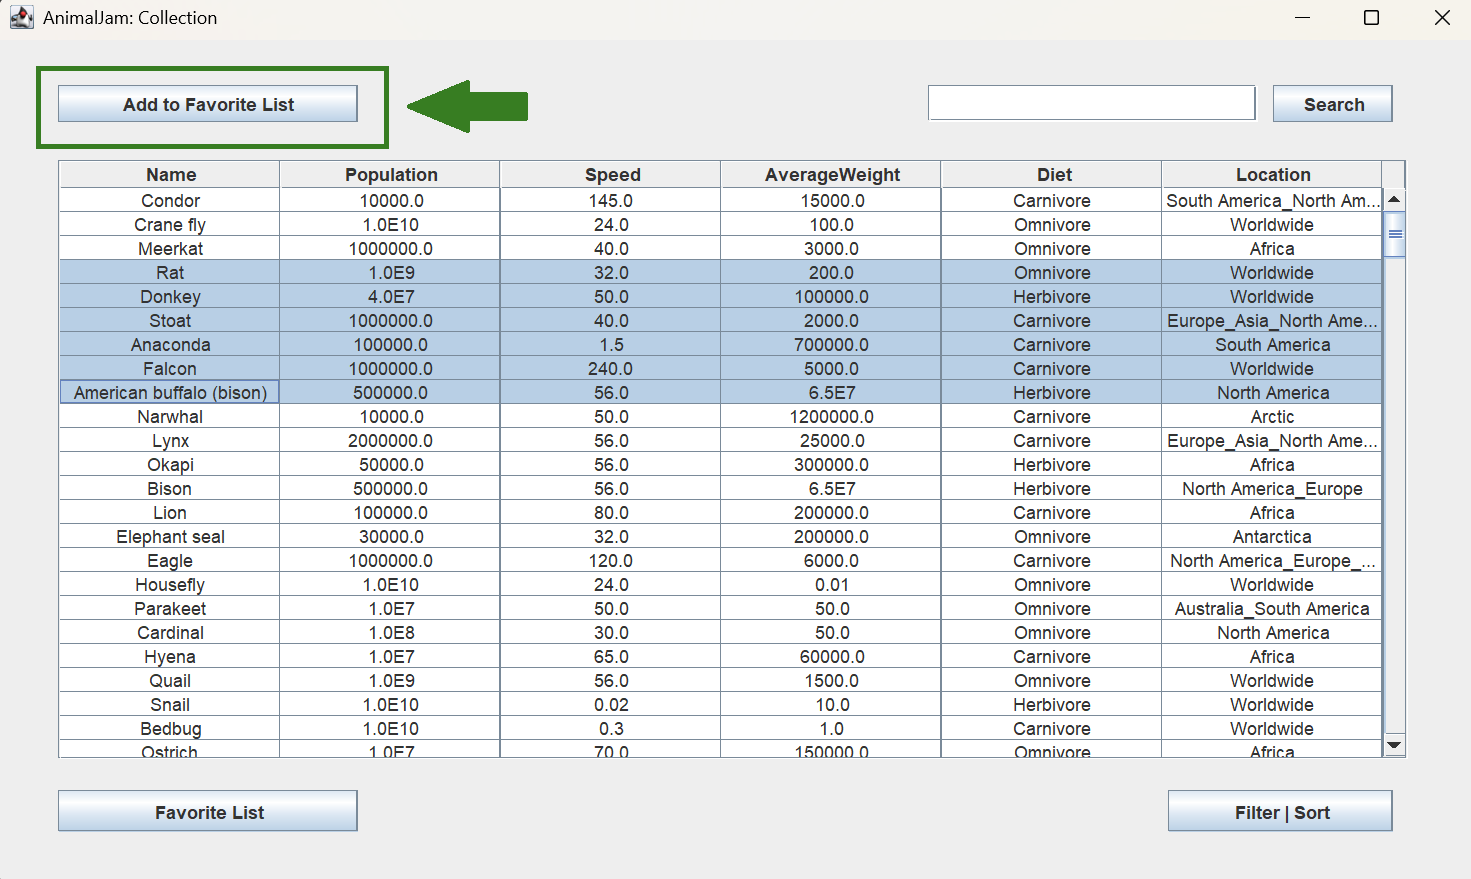 AnimalJam: Collection
Add to Favorite List
Search
Name Population Speed AverageWeight Diet Location
Condor 10000.0 145.0 15000.0 Carnivore South America_North Am...
Crane fly 1.0E10 24.0 100.0 Omnivore Worldwide
Meerkat 1000000.0 40.0 3000.0 Carnivore Africa
Rat 1.0E9 32.0 200.0 Omnivore Worldwide
Donkey 4.0E7 50.0 100000.0 Herbivore Worldwide
Stoat 1000000.0 40.0 2000.0 Carnivore Europe_Asia_North Ame...
Anaconda 100000.0 1.5 700000.0 Carnivore South America
Falcon 1000000.0 240.0 5000.0 Carnivore Worldwide
American buffalo (bison) 500000.0 56.0 6.5E7 Herbivore North America
Narwhal 10000.0 50.0 1200000.0 Carnivore Arctic
Lynx 2000000.0 56.0 25000.0 Carnivore Europe_Asia_North Ame...
Okapi 50000.0 56.0 300000.0 Herbivore Africa
Bison 500000.0 56.0 6.5E7 Herbivore North America_Europe
Lion 100000.0 80.0 200000.0 Carnivore Africa
Elephant seal 30000.0 32.0 200000.0 Omnivore Antarctica
Eagle 1000000.0 120.0 6000.0 Carnivore North America_Europe_...
Housefly 1.0E10 24.0 0.01 Omnivore Worldwide
Parakeet 1.0E7 50.0 50.0 Omnivore Australia_South America
Cardinal 1.0E8 30.0 50.0 Omnivore North America
Hyena 1.0E7 65.0 60000.0 Carnivore Africa
Quail 1.0E9 56.0 1500.0 Omnivore Worldwide
Snail 1.0E10 0.02 10.0 Herbivore Worldwide
Bedbug 1.0E10 0.3 1.0 Carnivore Worldwide
Ostrich 1.0E7 70.0 150000.0 Omnivore Africa
Favorite List
Filter | Sort